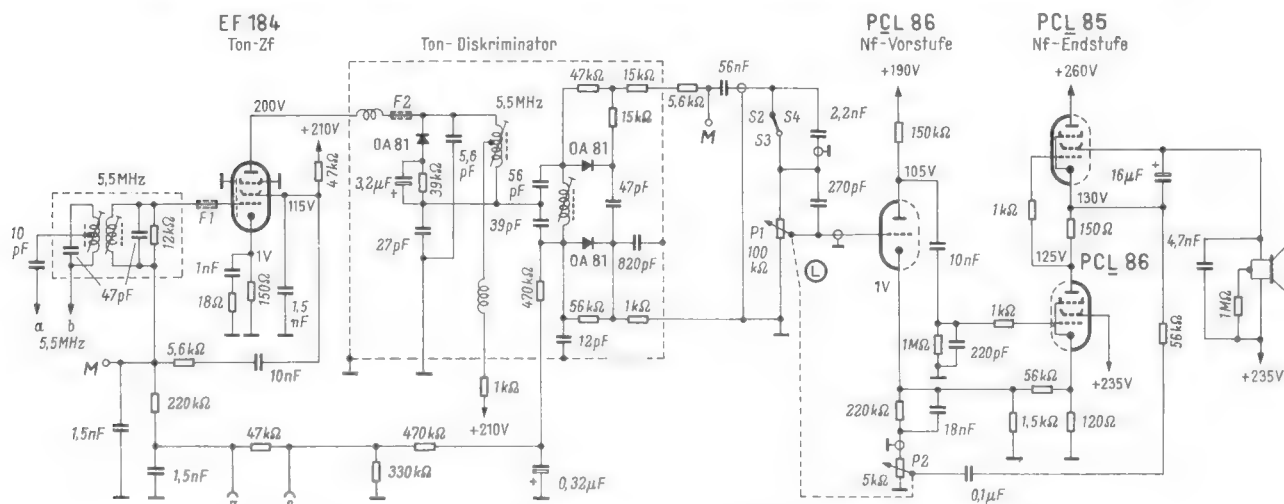 EF 184
Ton-Zf
Ton-Diskriminator
PCL 86
Nf-Vorstufe
PCL 85
Nf-Endstufe
200V
+210V
4,7kΩ
5,5MHz
10
pF
47pF
12kΩ
F1
115V
1V
1nF
18Ω
150Ω
1,5
nF
a
b
5,5MHz
M
5,6kΩ
10nF
220kΩ
1,5nF
1,5nF
47kΩ
330kΩ
470kΩ
0,32µF
+
F2
OA 81
5,6
pF
3,2µF
+
39kΩ
27pF
5,5MHz
1kΩ
+210V
56
pF
39pF
470kΩ
47kΩ
15kΩ
15kΩ
OA 81
47pF
OA 81
820pF
56kΩ
1kΩ
12pF
5,6kΩ
56nF
M
S2
S4
S3
2,2nF
270pF
P1
100
kΩ
L
+190V
150kΩ
105V
1V
10nF
1MΩ
220pF
1kΩ
220kΩ
18nF
56kΩ
1,5kΩ
120Ω
P2
5kΩ
0,1µF
+260V
16µF
+
130V
1kΩ
150Ω
125V
PCL 86
4,7nF
1MΩ
56kΩ
+235V
+235V